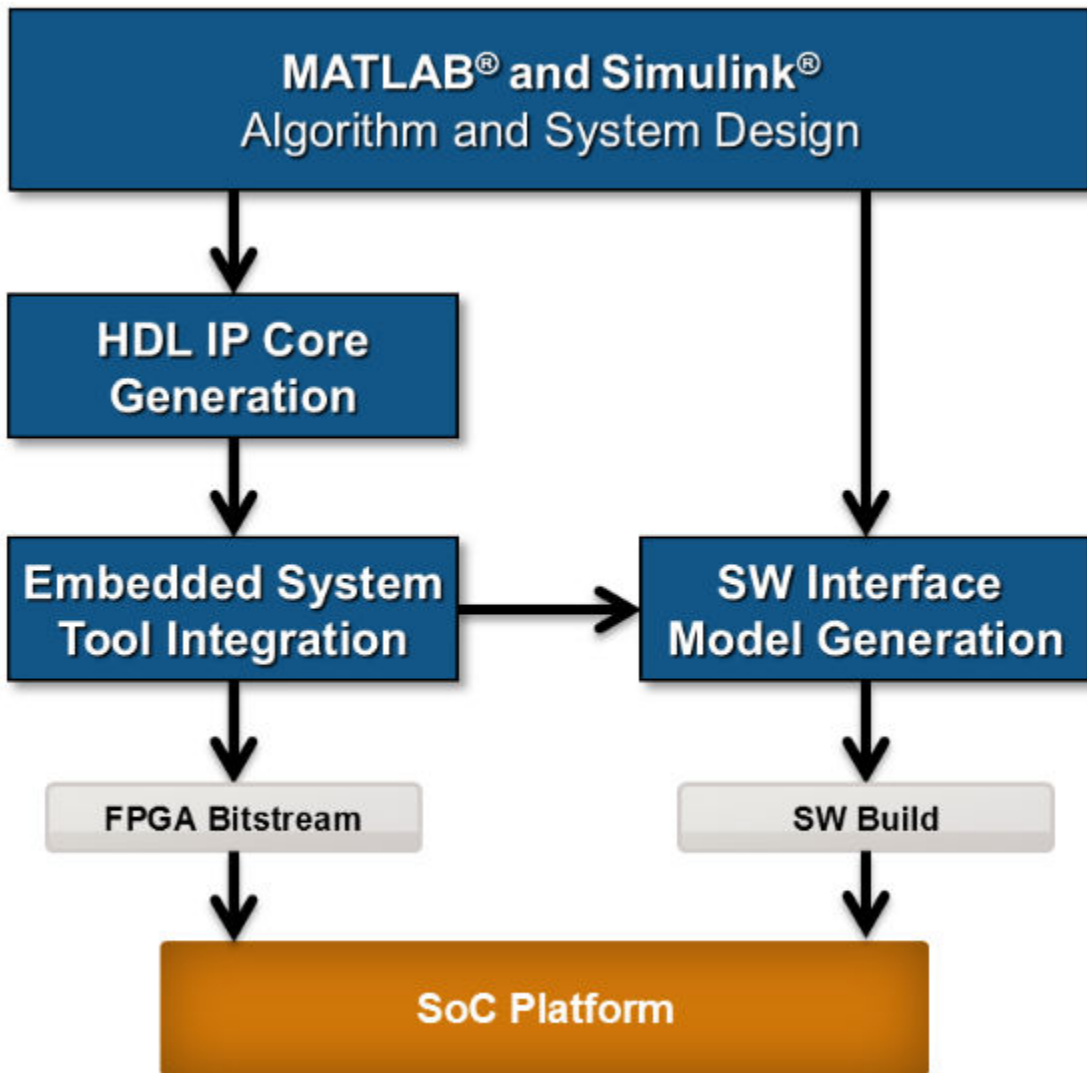 MATLAB® and Simulink®
Algorithm and System Design
HDL IP Core
Generation
Embedded System
Tool Integration
SW Interface
Model Generation
FPGA Bitstream
SW Build
SoC Platform